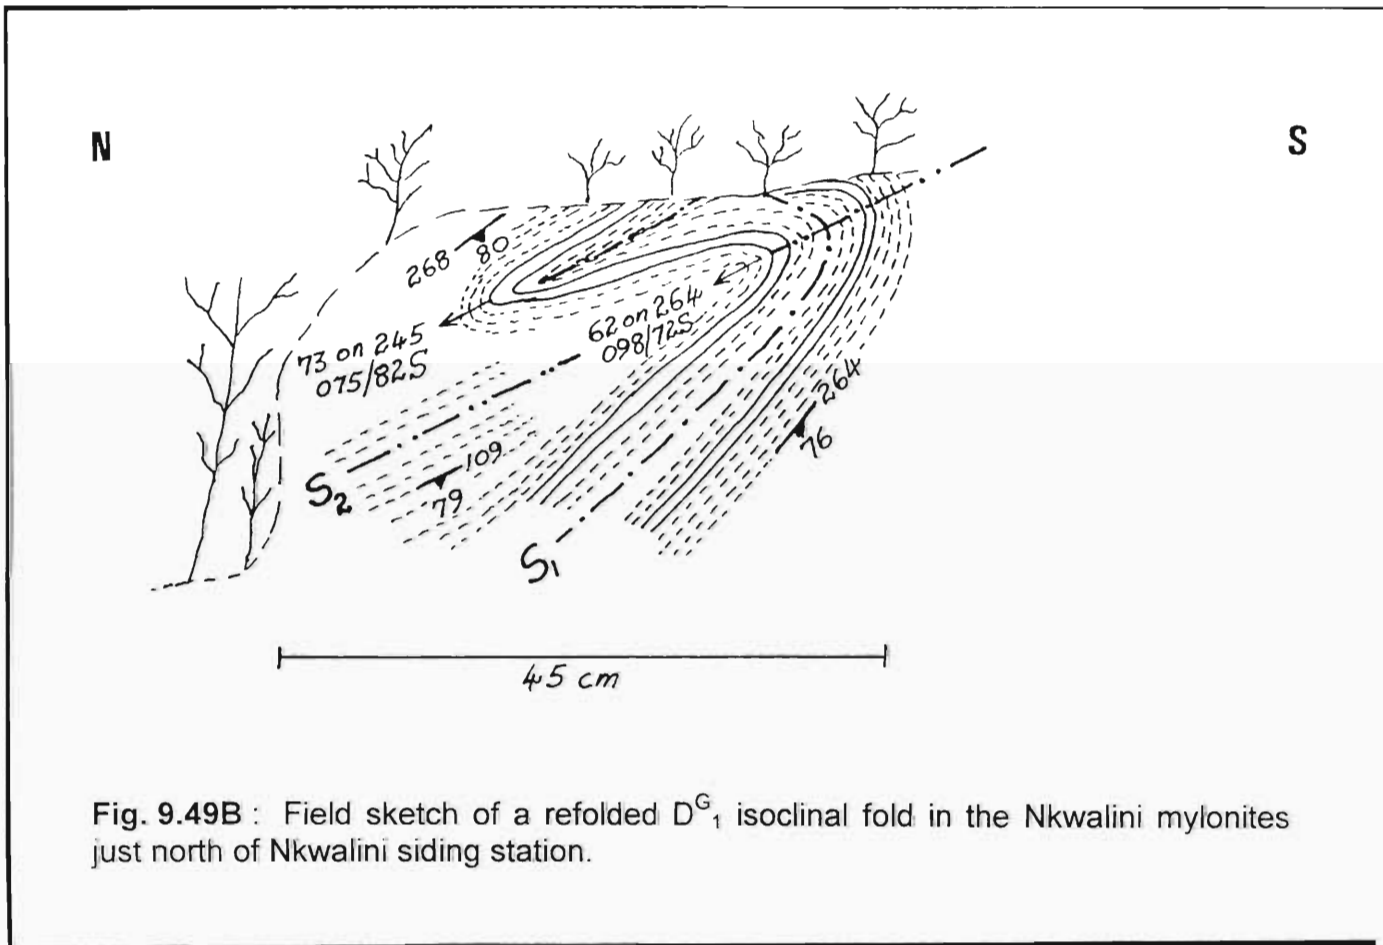 N
S
268
80
73 on 245
075/82S
62 on 264
098/72S
264
76
109
79
S2
S1
45 cm
Fig. 9.49B : Field sketch of a refolded D^G_1 isoclinal fold in the Nkwalini mylonites
just north of Nkwalini siding station.